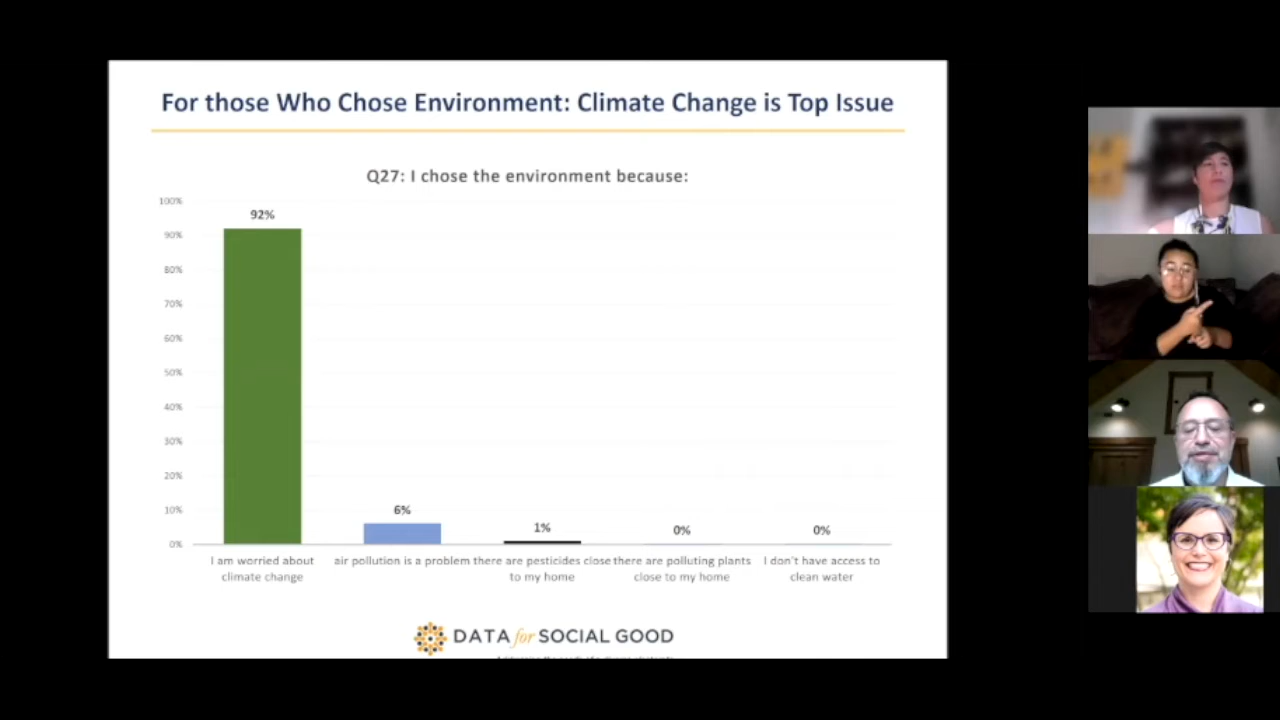 For those Who Chose Environment: Climate Change is Top Issue
Q27: I chose the environment because:
100%
90%
80%
70%
60%
50%
40%
30%
20%
10%
0%
92%
6%
1%
0%
0%
I am worried about
climate change
air pollution is a problem
there are pesticides close
to my home
there are polluting plants
close to my home
I don't have access to
clean water
DATA for SOCIAL GOOD